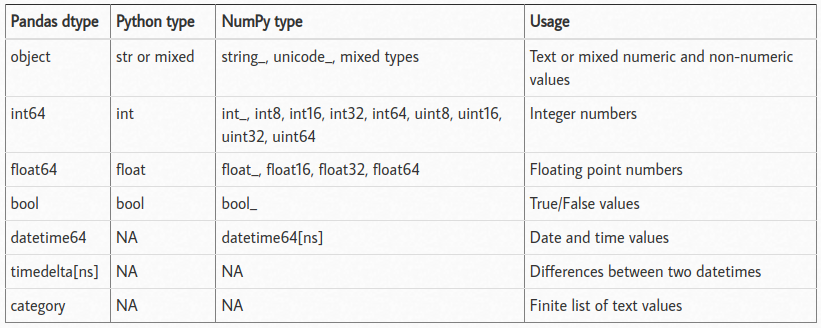 Pandas dtype Python type NumPy type Usage
object str or mixed string_, unicode_, mixed types Text or mixed numeric and non-numeric
values
int64 int int_, int8, int16, int32, int64, uint8, uint16, Integer numbers
uint32, uint64
float64 float float_, float16, float32, float64 Floating point numbers
bool bool bool_ True/False values
datetime64 NA datetime64[ns] Date and time values
timedelta[ns] NA NA Differences between two datetimes
category NA NA Finite list of text values